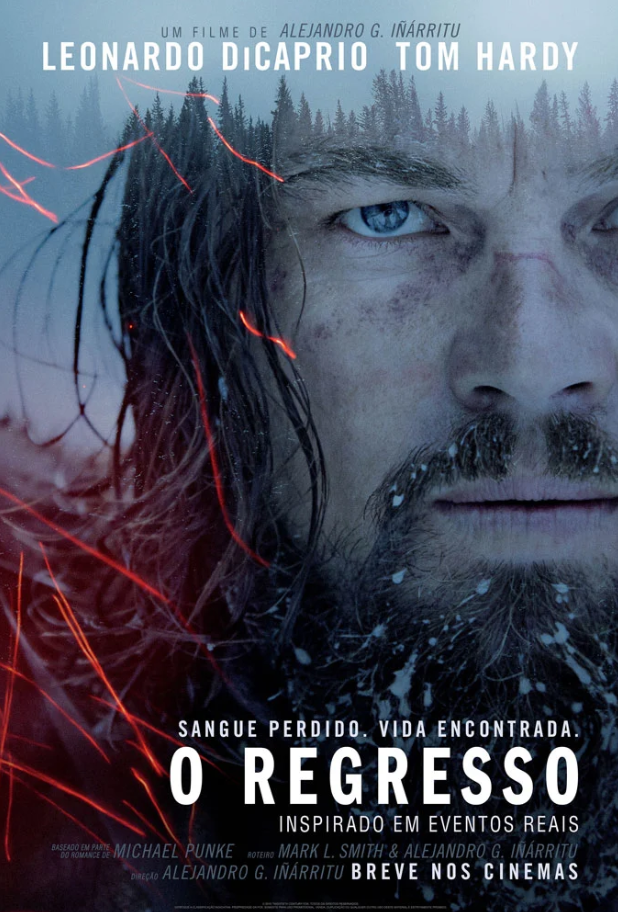 UM FILME DE ALEJANDRO G. IÑÁRRITU
LEONARDO DiCAPRIO TOM HARDY
SANGUE PERDIDO. VIDA ENCONTRADA.
O REGRESSO
INSPIRADO EM EVENTOS REAIS
BASEADO EM PARTE DO ROMANCE DE MICHAEL PUNKE ROTEIRO MARK L. SMITH & ALEJANDRO G. IÑÁRRITU
DIREÇÃO ALEJANDRO G. IÑÁRRITU BREVE NOS CINEMAS